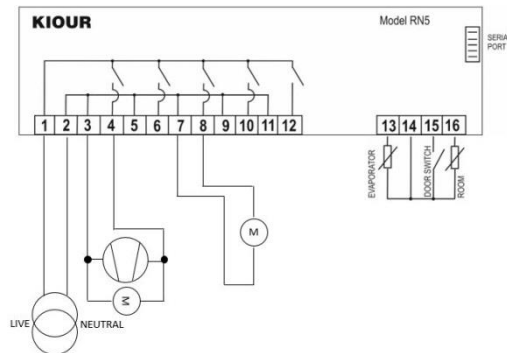 KIOUR
Model RN5
SERIAL
PORT
1 2 3 4 5 6 7 8 9 10 11 12
13 14 15 16
EVAPORATOR
DOOR SWITCH
ROOM
M
M
LIVE
NEUTRAL